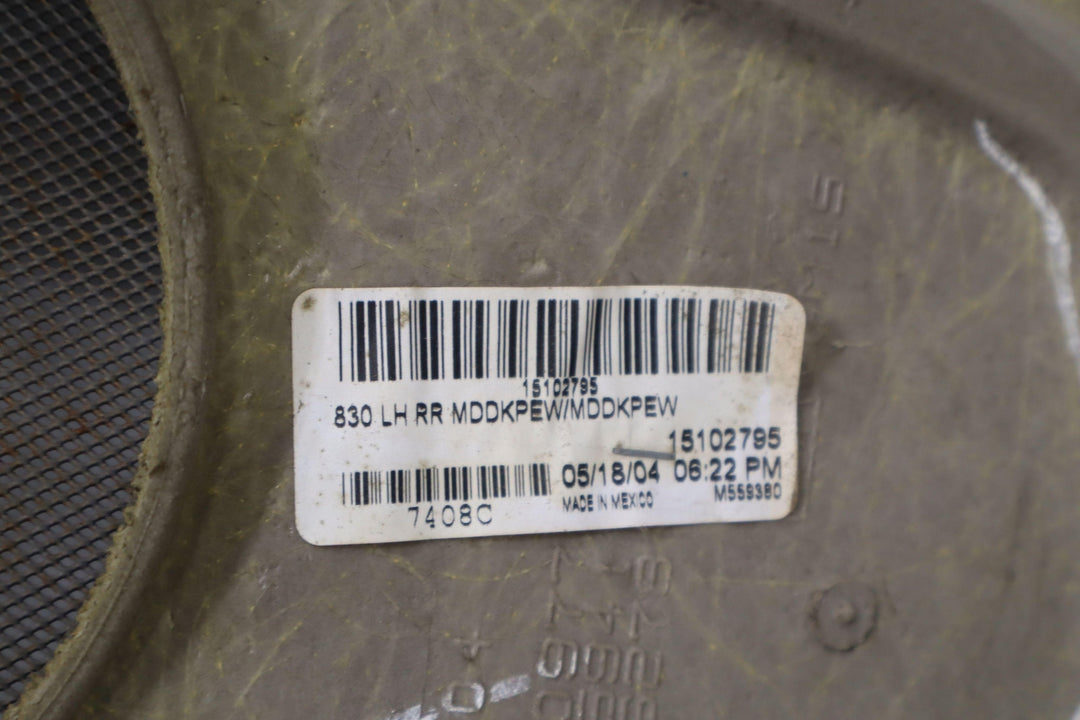 15102795
830 LH RR MDDKPEW/MDDKPEW
15102795
05/18/04 06:22 PM
7408C
MADE IN MEXICO
M559380